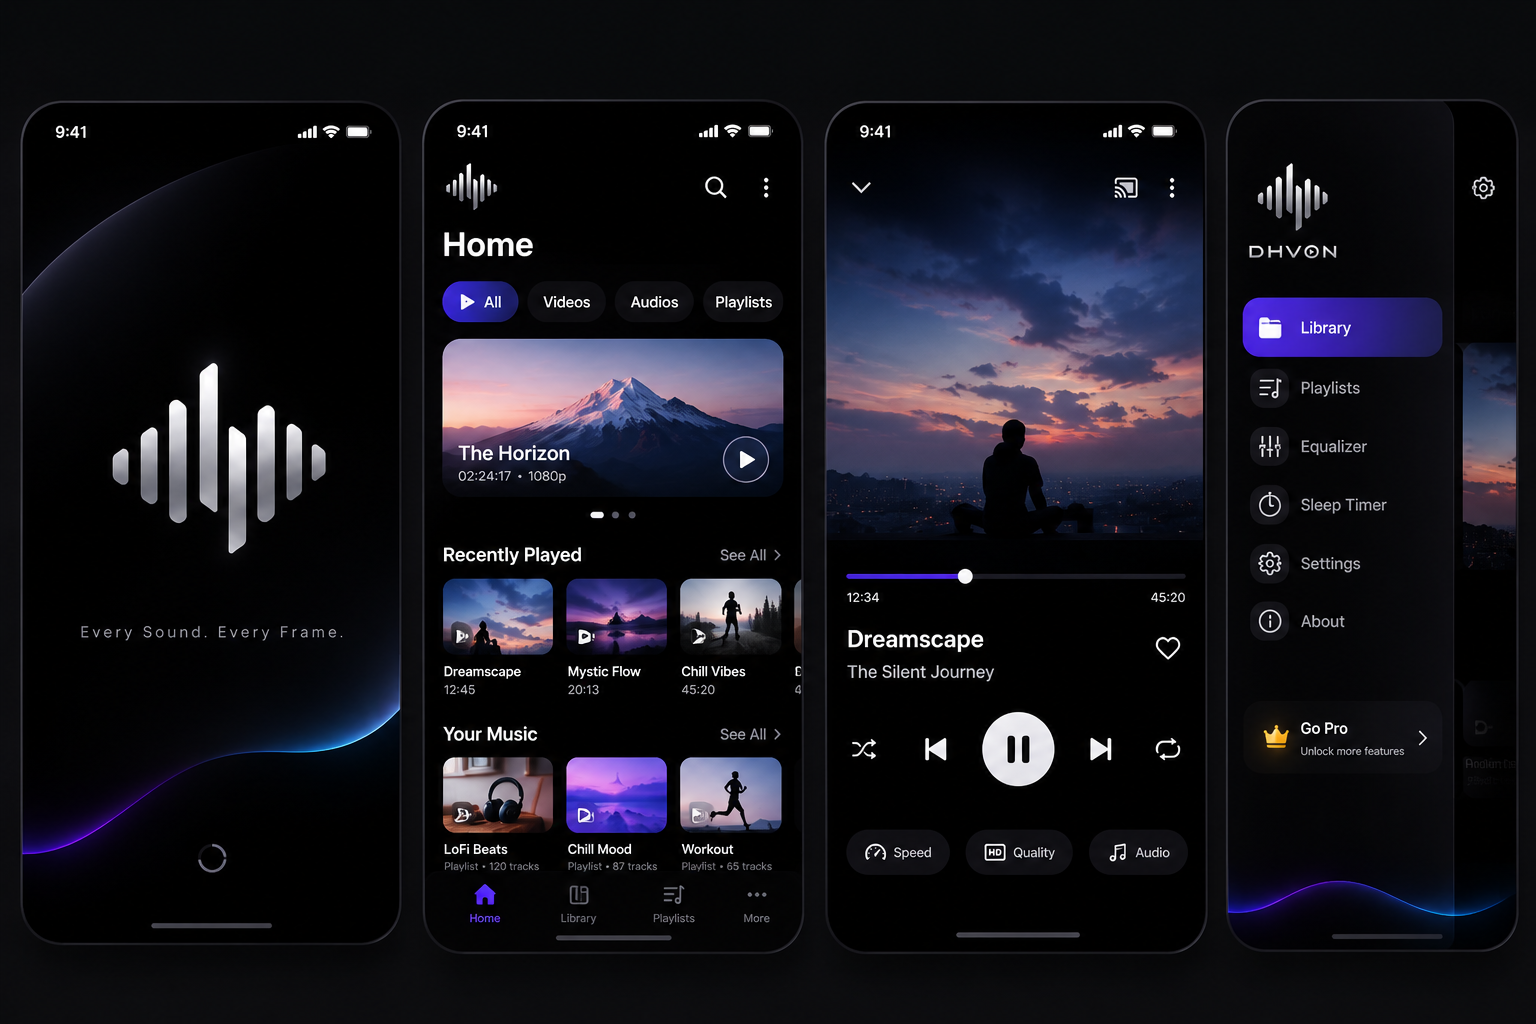 9:41
Every Sound. Every Frame.
9:41
Home
All
Videos
Audios
Playlists
The Horizon
02:24:17 • 1080p
Recently Played
See All
Dreamscape
12:45
Mystic Flow
20:13
Chill Vibes
45:20
Your Music
See All
LoFi Beats
Playlist • 120 tracks
Chill Mood
Playlist • 87 tracks
Workout
Playlist • 65 tracks
Home
Library
Playlists
More
9:41
12:34
45:20
Dreamscape
The Silent Journey
Speed
HD
Quality
Audio
DHVON
Library
Playlists
Equalizer
Sleep Timer
Settings
About
Go Pro
Unlock more features